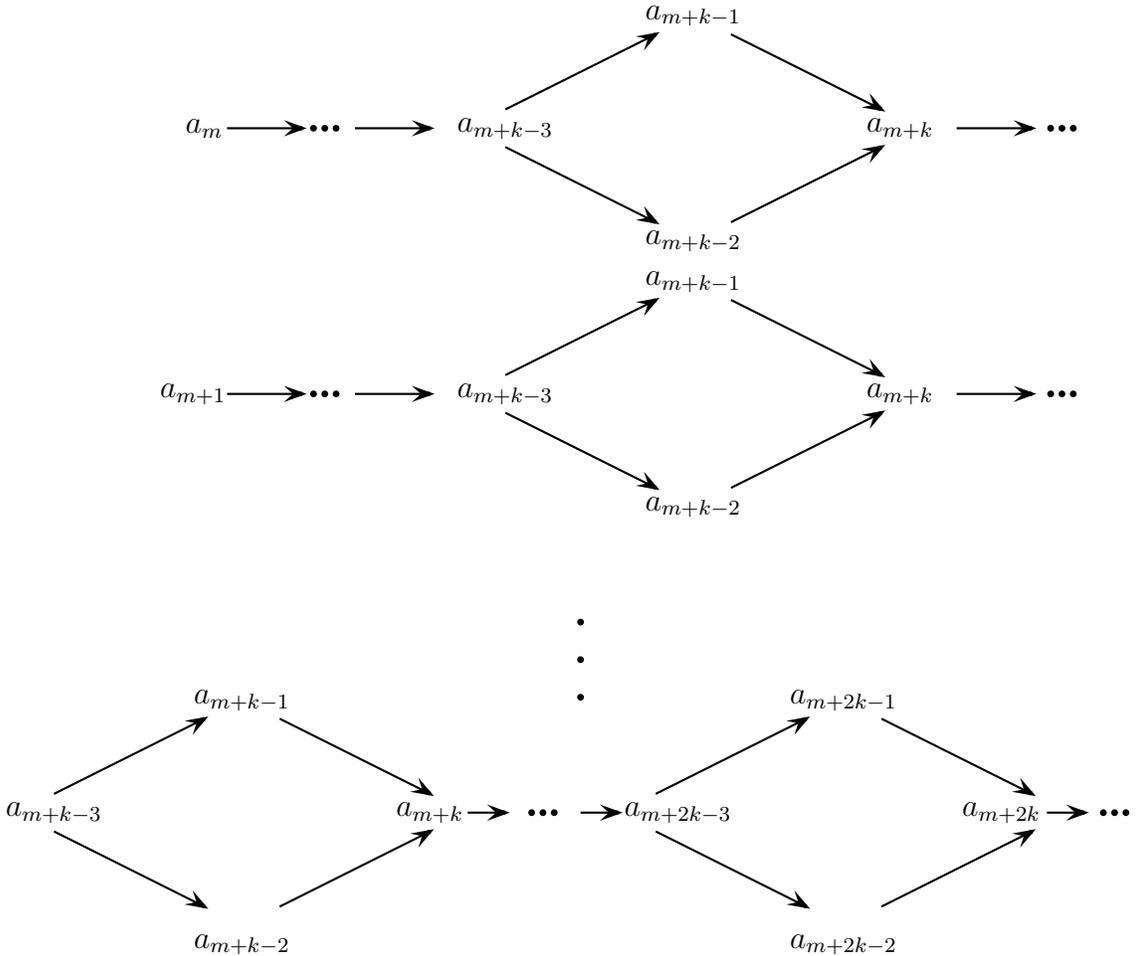 a_{m+k-1}
a_m ••• a_{m+k-3} a_{m+k} •••
a_{m+k-2}
a_{m+k-1}
a_{m+1} ••• a_{m+k-3} a_{m+k} •••
a_{m+k-2}
a_{m+k-1} a_{m+2k-1}
a_{m+k-3} a_{m+k} ••• a_{m+2k-3} a_{m+2k} •••
a_{m+k-2} a_{m+2k-2}